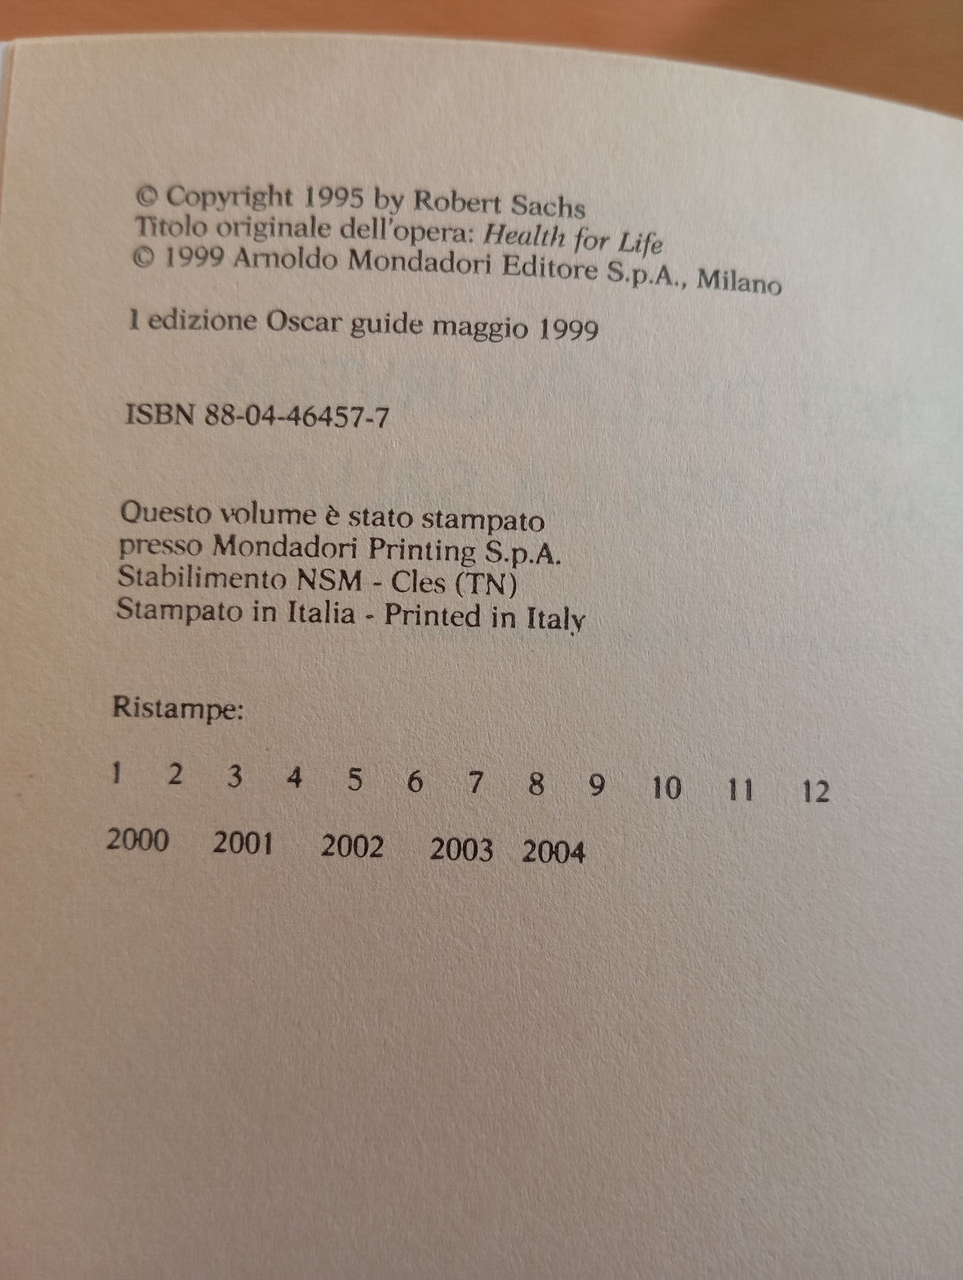 © Copyright 1995 by Robert Sachs
Titolo originale dell'opera: Health for Life
© 1999 Arnoldo Mondadori Editore S.p.A., Milano
I edizione Oscar guide maggio 1999
ISBN 88-04-46457-7
Questo volume è stato stampato
presso Mondadori Printing S.p.A.
Stabilimento NSM - Cles (TN)
Stampato in Italia - Printed in Italy
Ristampe:
1 2 3 4 5 6 7 8 9 10 11 12
2000 2001 2002 2003 2004